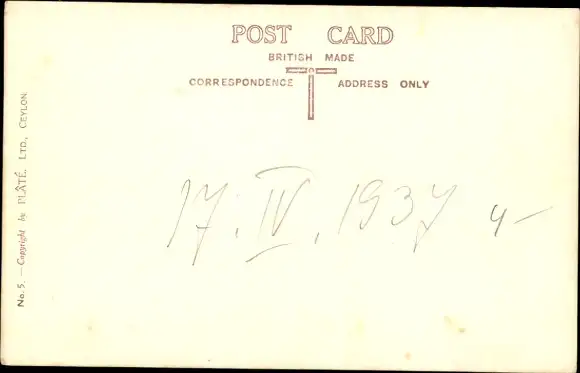 POST CARD
BRITISH MADE
CORRESPONDENCE ADDRESS ONLY
17. IV. 1937 4-
No. 5. — Copyright by PLÂTÉ, LTD., CEYLON.